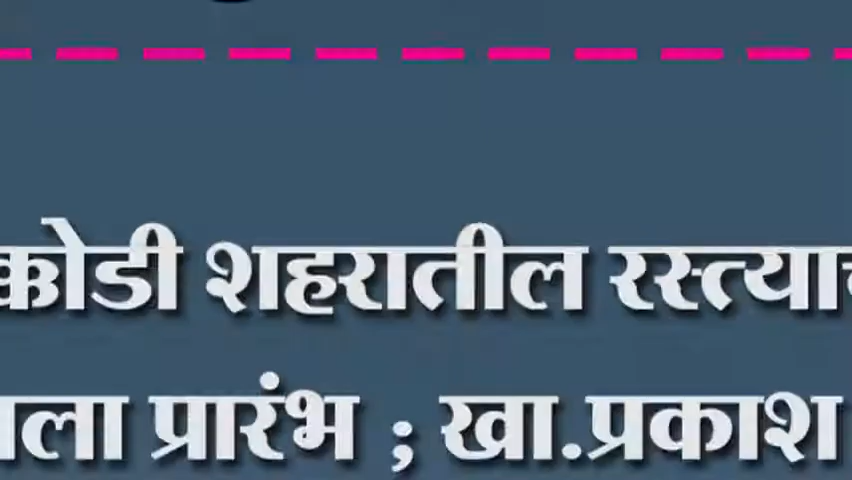 क्कोडी शहरातील रस्त्याच
ाला प्रारंभ ; खा.प्रकाश